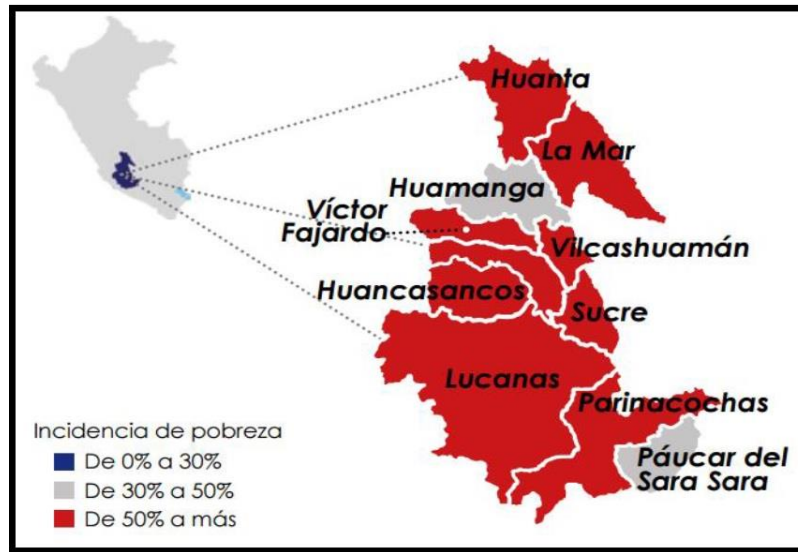 Huanta
La Mar
Huamanga
Víctor
Fajardo
Vilcashuamán
Huancasancos
Sucre
Lucanas
Parinacochas
Páucar del
Sara Sara
Incidencia de pobreza
De 0% a 30%
De 30% a 50%
De 50% a más